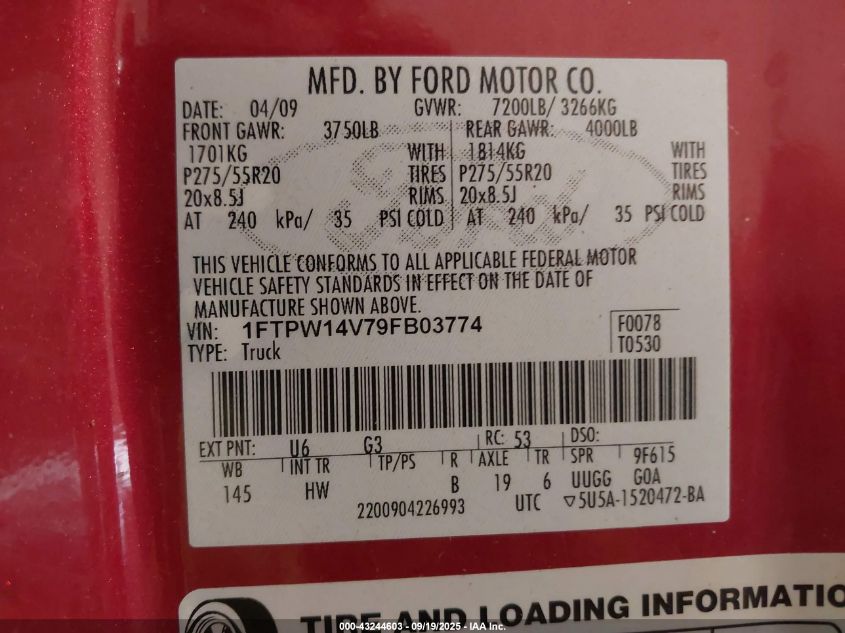 MFD. BY FORD MOTOR CO.
DATE: 04/09 GVWR: 7200LB/ 3266KG
FRONT GAWR: 3750LB REAR GAWR: 4000LB
1701KG WITH 1814KG WITH
P275/55R20 TIRES P275/55R20 TIRES
20x8.5J RIMS 20x8.5J RIMS
AT 240 kPa/ 35 PSI COLD AT 240 kPa/ 35 PSI COLD
THIS VEHICLE CONFORMS TO ALL APPLICABLE FEDERAL MOTOR
VEHICLE SAFETY STANDARDS IN EFFECT ON THE DATE OF
MANUFACTURE SHOWN ABOVE.
VIN: 1FTPW14V79FB03774 F0078
TYPE: Truck T0530
EXT PNT: U6 G3 RC: 53 DSO:
WB INT TR TP/PS R AXLE TR SPR 9F615
145 HW B 19 6 UUGG GOA
2200904226993 UTC ▽5U5A-1520472-BA
TIRE AND LOADING INFORMATIO
000-43244603 - 09/19/2025 - IAA Inc.